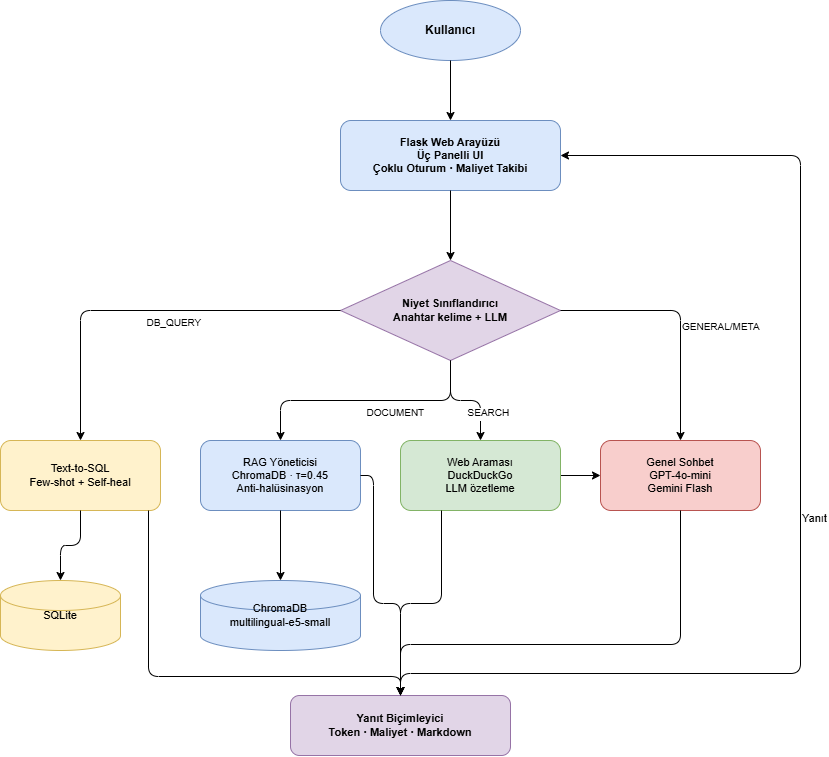 Kullanıcı
Flask Web Arayüzü
Üç Panelli UI
Çoklu Oturum · Maliyet Takibi
Niyet Sınıflandırıcı
Anahtar kelime + LLM
DB_QUERY
GENERAL/META
DOCUMENT
SEARCH
Text-to-SQL
Few-shot + Self-heal
RAG Yöneticisi
ChromaDB · τ=0.45
Anti-halüsinasyon
Web Araması
DuckDuckGo
LLM özetleme
Genel Sohbet
GPT-4o-mini
Gemini Flash
Yanıt
SQLite
ChromaDB
multilingual-e5-small
Yanıt Biçimleyici
Token · Maliyet · Markdown